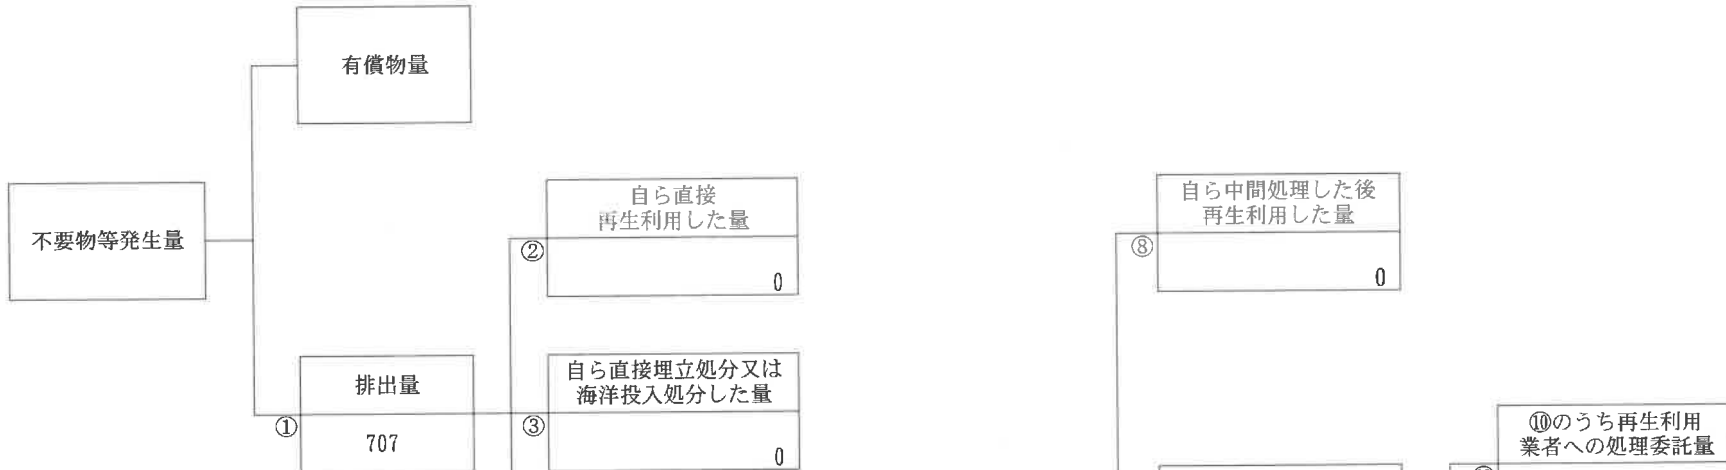 有償物量
不要物等発生量
自ら直接
再生利用した量
②
0
自ら中間処理した後
再生利用した量
⑧
0
排出量
①
707
自ら直接埋立処分又は
海洋投入処分した量
③
0
⑩のうち再生利用
業者への処理委託量